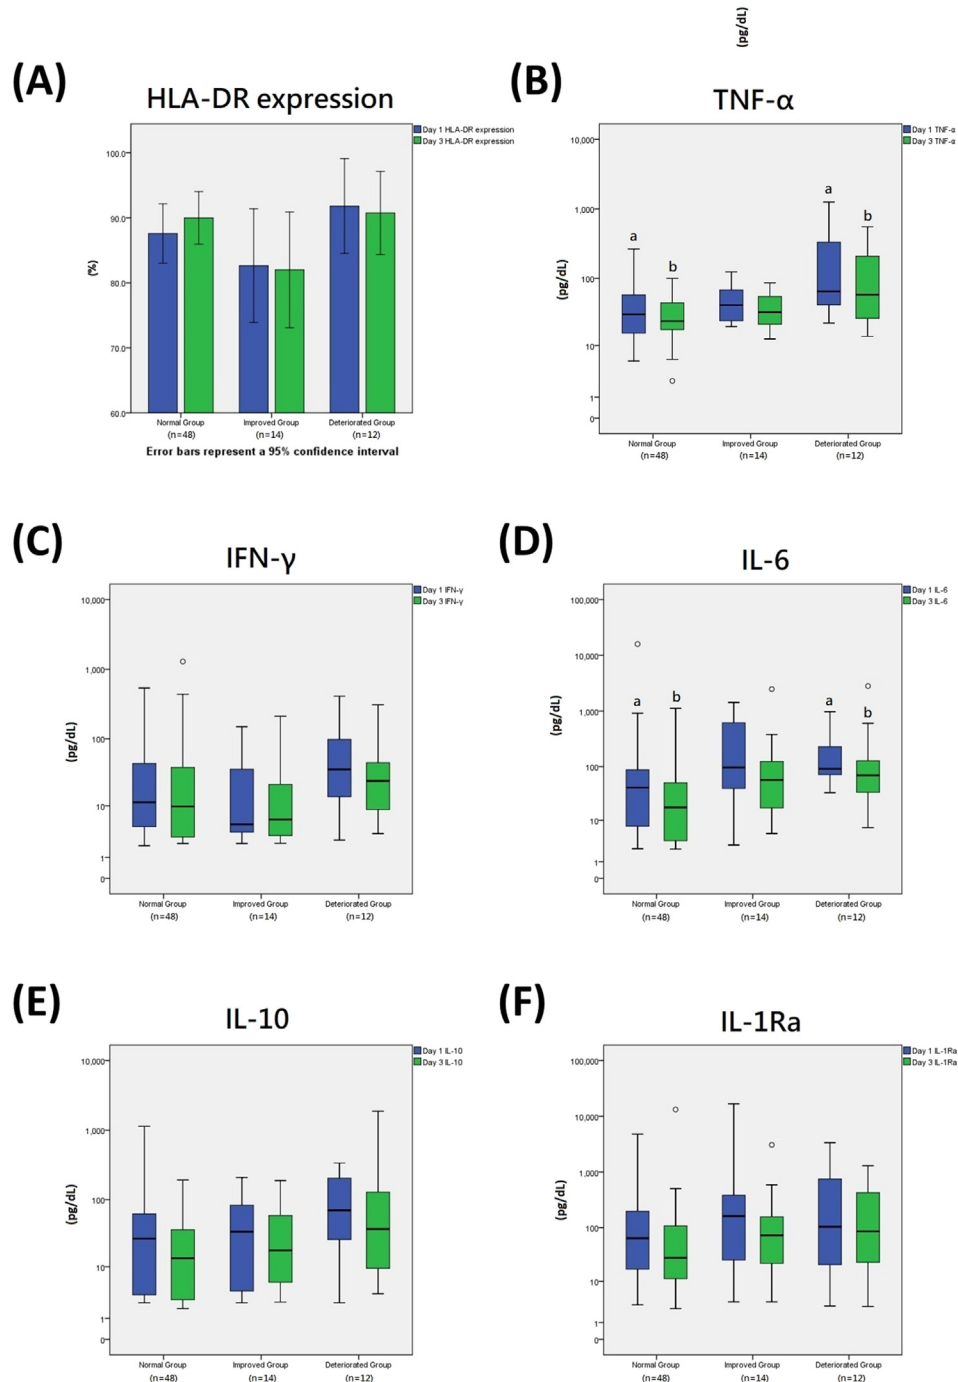 (pg/dL)
(A)
HLA-DR expression
Day 1 HLA-DR expression
Day 3 HLA-DR expression
100.0
90.0
80.0
70.0
60.0
(%)
Normal Group
(n=48)
Improved Group
(n=14)
Deteriorated Group
(n=12)
Error bars represent a 95% confidence interval
(B)
TNF-α
Day 1 TNF-α
Day 3 TNF-α
10,000
1,000
100
10
1
0
(pg/dL)
a
b
a
b
Normal Group
(n=48)
Improved Group
(n=14)
Deteriorated Group
(n=12)
(C)
IFN-γ
Day 1 IFN-γ
Day 3 IFN-γ
10,000
1,000
100
10
1
0
(pg/dL)
Normal Group
(n=48)
Improved Group
(n=14)
Deteriorated Group
(n=12)
(D)
IL-6
Day 1 IL-6
Day 3 IL-6
100,000
10,000
1,000
100
10
1
0
(pg/dL)
a
b
a
b
Normal Group
(n=48)
Improved Group
(n=14)
Deteriorated Group
(n=12)
(E)
IL-10
Day 1 IL-10
Day 3 IL-10
10,000
1,000
100
10
1
0
(pg/dL)
Normal Group
(n=48)
Improved Group
(n=14)
Deteriorated Group
(n=12)
(F)
IL-1Ra
Day 1 IL-1Ra
Day 3 IL-1Ra
100,000
10,000
1,000
100
10
1
0
(pg/dL)
Normal Group
(n=48)
Improved Group
(n=14)
Deteriorated Group
(n=12)